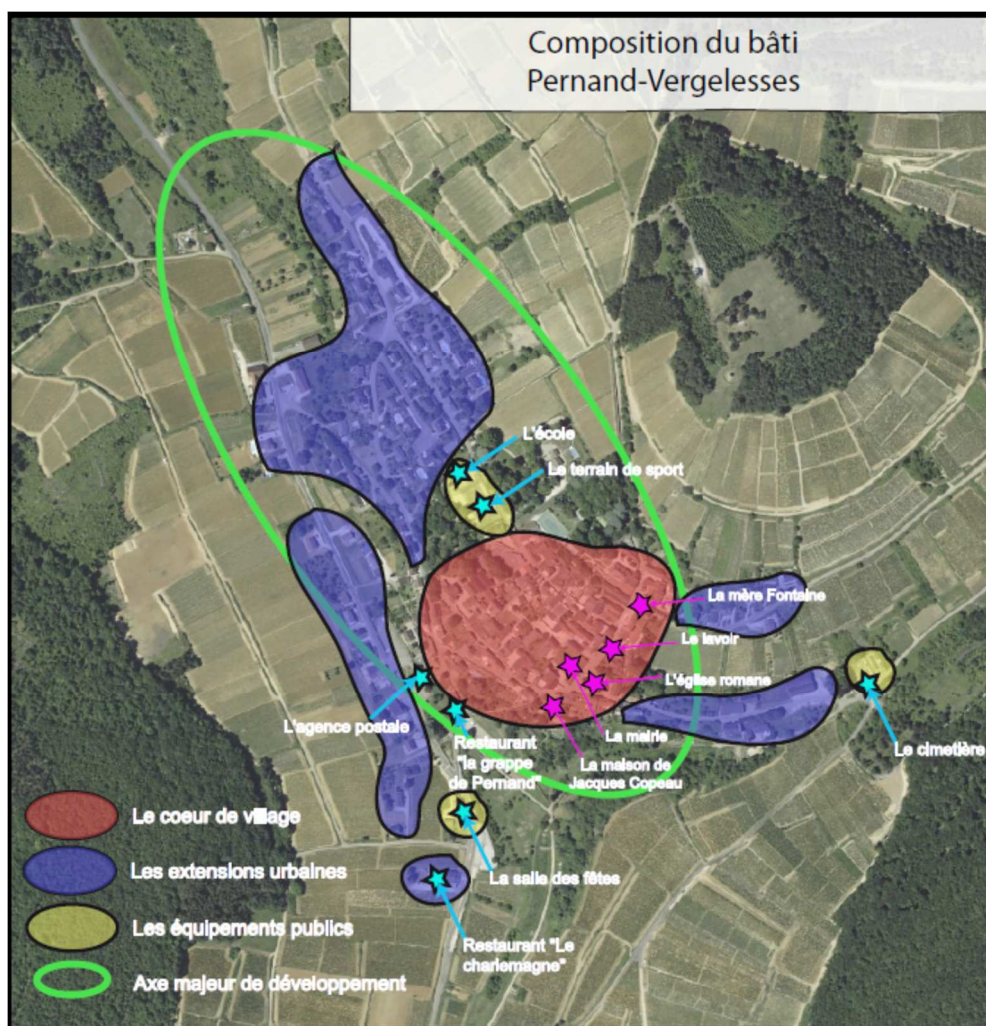 Composition du bâti
Pernand-Vergelesses
L'école
Le terrain de sport
La mère Fontaine
Le lavoir
L'église romane
L'agence postale
La mairie
Restaurant
"la grappe
de Pernand"
La maison de
Jacques Copeau
Le cimetière
Le coeur de village
Les extensions urbaines
La salle des fêtes
Les équipements publics
Restaurant "Le
charlemagne"
Axe majeur de développement